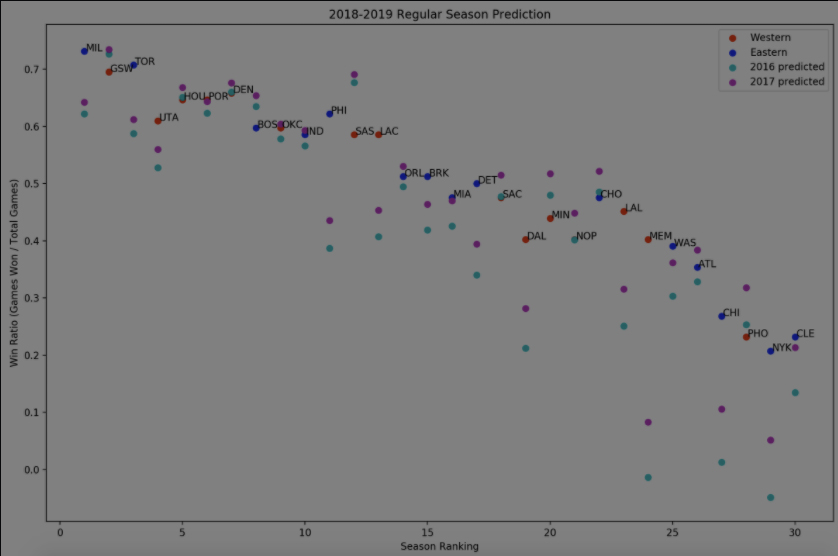 2018-2019 Regular Season Prediction
Western
Eastern
2016 predicted
2017 predicted
Win Ratio (Games Won / Total Games)
0.7
0.6
0.5
0.4
0.3
0.2
0.1
0.0
MIL
GSW
TOR
UTA
HOU
POR
DEN
BOS
OKC
IND
PHI
SAS
LAC
ORL
BRK
MIA
DET
SAC
DAL
MIN
NOP
CHO
LAL
MEM
WAS
ATL
CHI
PHO
NYK
CLE
0
5
10
15
20
25
30
Season Ranking